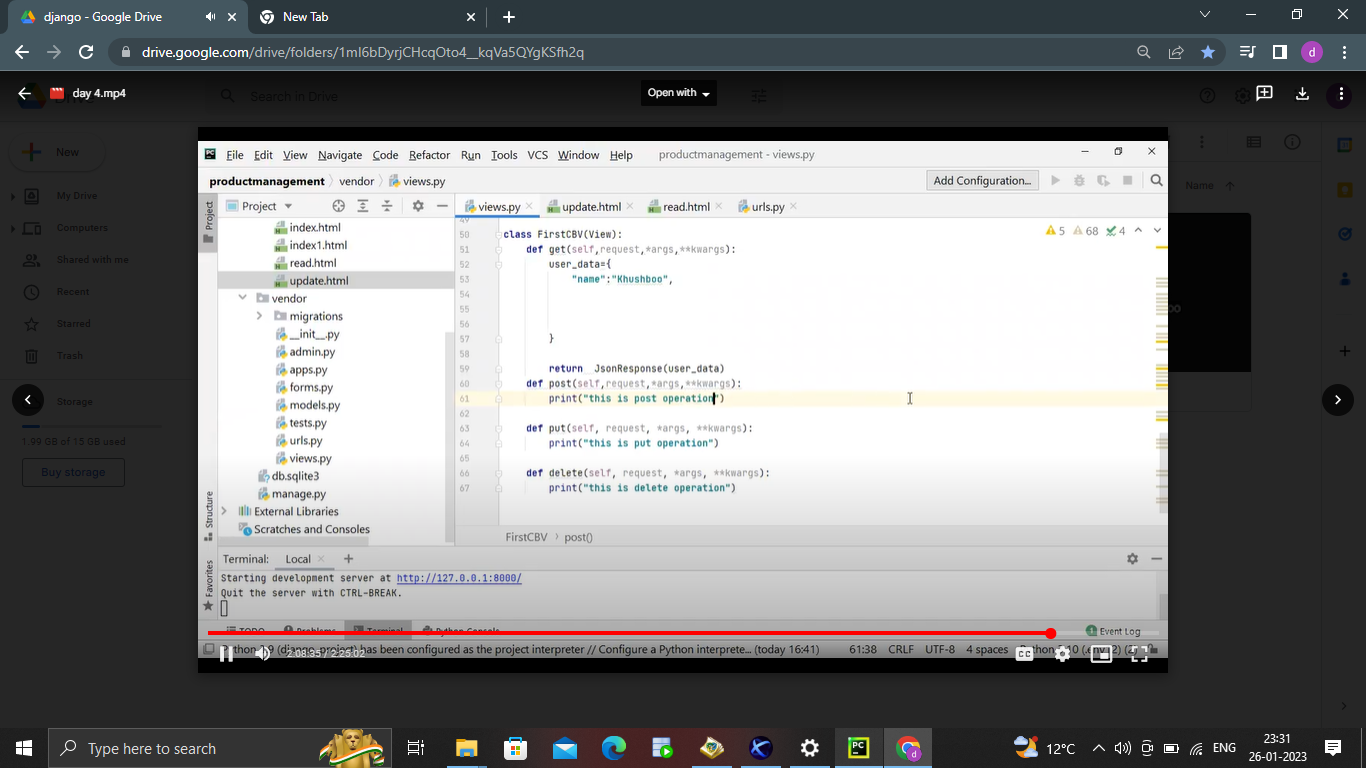 django - Google Drive
New Tab
drive.google.com/drive/folders/1mI6bDyrjCHcqOto4__kqVa5QYgKSfh2q
d
day 4.mp4
Search in Drive
Open with
New
My Drive
Computers
Shared with me
Recent
Starred
Trash
Storage
1.99 GB of 15 GB used
Buy storage
Name
File Edit View Navigate Code Refactor Run Tools VCS Window Help
productmanagement - views.py
productmanagement
vendor
views.py
Add Configuration...
Project
Project
views.py
update.html
read.html
urls.py
index.html
index1.html
read.html
update.html
vendor
migrations
__init__.py
admin.py
apps.py
forms.py
models.py
tests.py
urls.py
views.py
db.sqlite3
manage.py
External Libraries
Scratches and Consoles
Structure
Favorites
5 68 4
49
50 class FirstCBV(View):
51 def get(self,request,*args,**kwargs):
52 user_data={
53 "name":"Khushboo",
54
55
56
57 }
58
59 return JsonResponse(user_data)
60 def post(self,request,*args,**kwargs):
61 print("this is post operation")
62
63 def put(self, request, *args, **kwargs):
64 print("this is put operation")
65
66 def delete(self, request, *args, **kwargs):
67 print("this is delete operation")
FirstCBV
post()
Terminal: Local
Starting development server at http://127.0.0.1:8000/
Quit the server with CTRL-BREAK.
TODO
Problems
Terminal
Python Console
Event Log
has been configured as the project interpreter // Configure a Python interprete... (today 16:41)
61:38 CRLF UTF-8 4 spaces
2:08:35 / 2:25:02
CC
Type here to search
12°C
ENG
23:31
26-01-2023